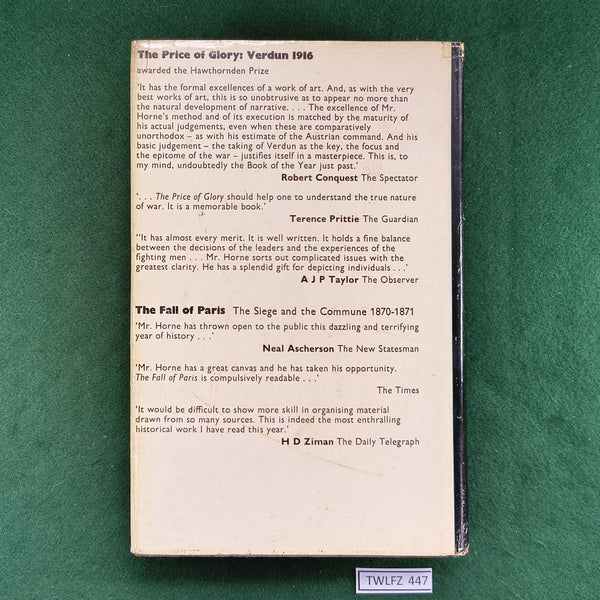 The Price of Glory: Verdun 1916
awarded the Hawthornden Prize
'It has the formal excellences of a work of art. And, as with the very
best works of art, this is so unobtrusive as to appear no more than
the natural development of narrative. . . . The excellence of Mr.
Horne's method and of its execution is matched by the maturity of
his actual judgements, even when these are comparatively
unorthodox – as with his estimate of the Austrian command. And his
basic judgement – the taking of Verdun as the key, the focus and
the epitome of the war – justifies itself in a masterpiece. This is, to
my mind, undoubtedly the Book of the Year just past.'
Robert Conquest The Spectator
'. . . The Price of Glory should help one to understand the true nature
of war. It is a memorable book.'
Terence Prittie The Guardian
"It has almost every merit. It is well written. It holds a fine balance
between the decisions of the leaders and the experiences of the
fighting men . . . Mr. Horne sorts out complicated issues with the
greatest clarity. He has a splendid gift for depicting individuals . . .'
A J P Taylor The Observer
The Fall of Paris The Siege and the Commune 1870-1871
'Mr. Horne has thrown open to the public this dazzling and terrifying
year of history . . .'
Neal Ascherson The New Statesman
'Mr. Horne has a great canvas and he has taken his opportunity.
The Fall of Paris is compulsively readable . . .'
The Times
'It would be difficult to show more skill in organising material
drawn from so many sources. This is indeed the most enthralling
historical work I have read this year.'
H D Ziman The Daily Telegraph
TWLFZ 447